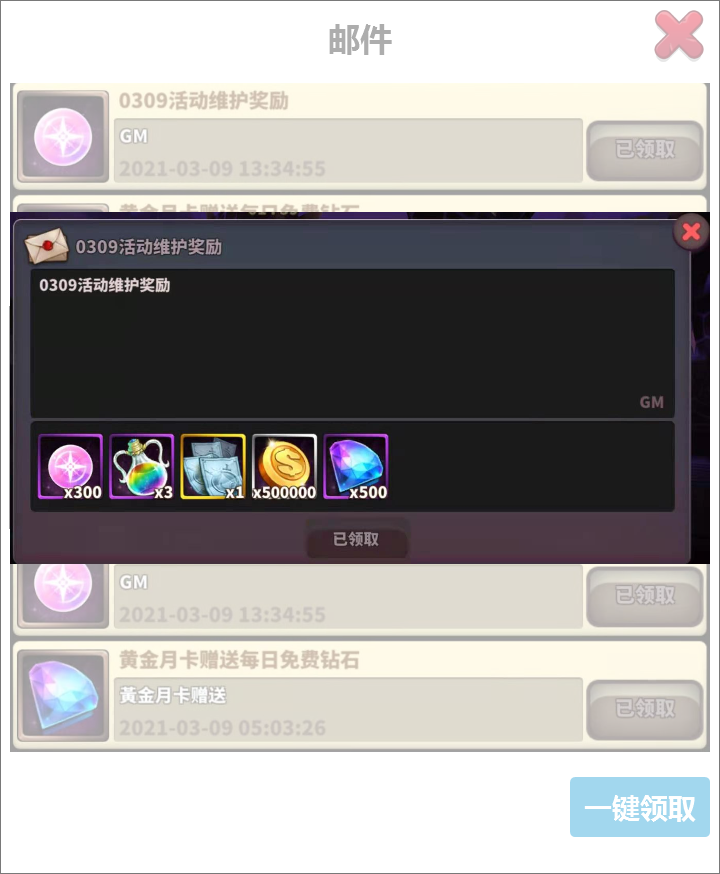 邮件
0309活动维护奖励
GM
2021-03-09 13:34:55
已领取
0309活动维护奖励
0309活动维护奖励
GM
x300
x3
x1
x500000
x500
已领取
GM
2021-03-09 13:34:55
已领取
黄金月卡赠送每日免费钻石
黃金月卡赠送
2021-03-09 05:03:26
已领取
一键领取